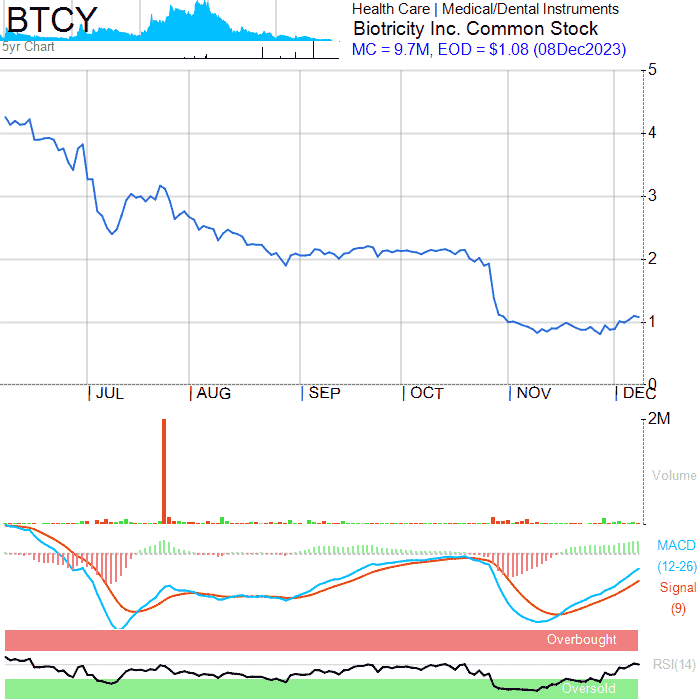 BTCY
5yr Chart
Health Care | Medical/Dental Instruments
Biotricity Inc. Common Stock
MC = 9.7M, EOD = $1.08 (08Dec2023)
5
4
3
2
1
0
JUL AUG SEP OCT NOV DEC
2M
Volume
MACD
(12-26)
Signal
(9)
Overbought
RSI(14)
Oversold